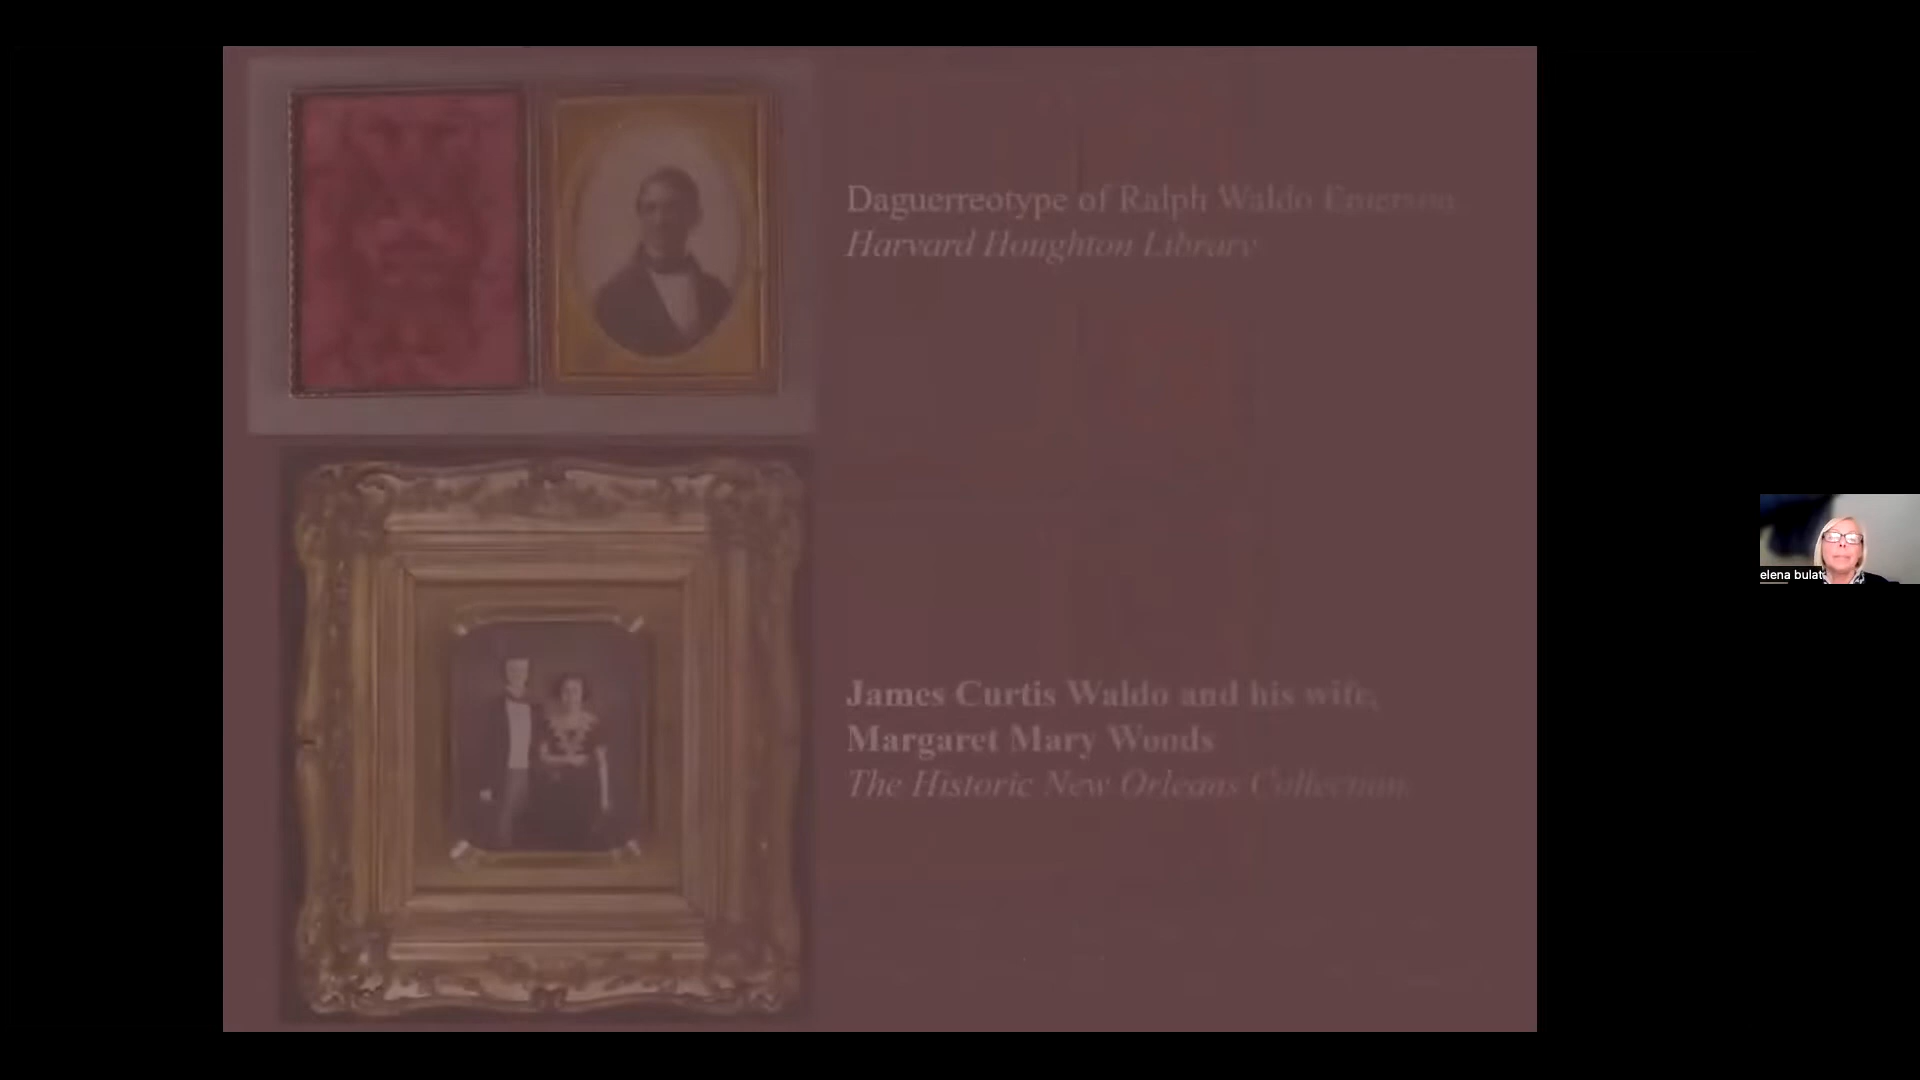 Daguerreotype of Ralph Waldo Emerson
Harvard Houghton Library
James Curtis Waldo and his wife,
Margaret Mary Woods
The Historic New Orleans Collection
elena bulat